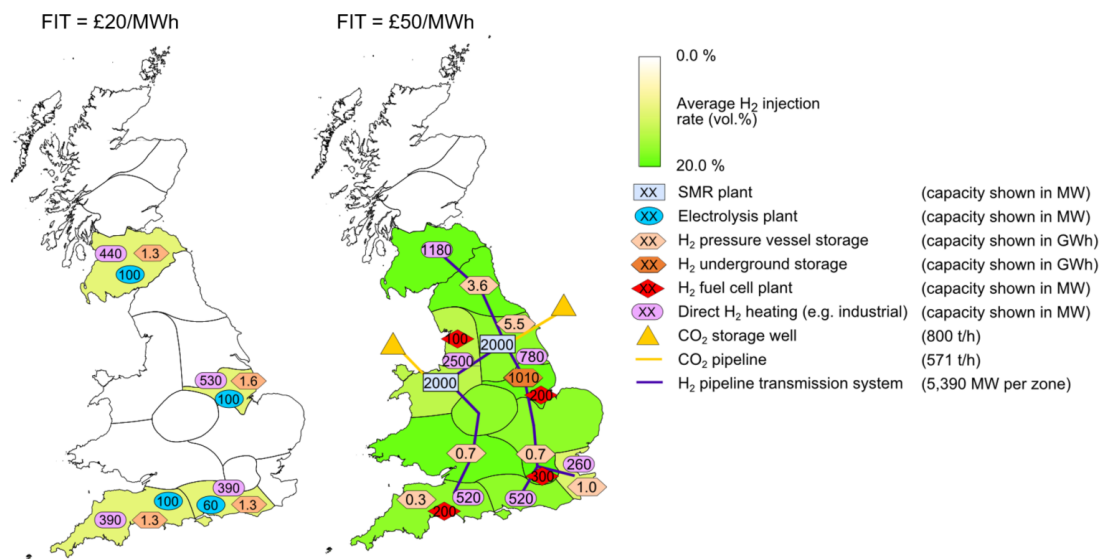 FIT = £20/MWh
FIT = £50/MWh
440
1.3
100
530
1.6
100
390
100
60
1.3
390
1.3
1180
3.6
5.5
100
2000
2500
780
2000
1010
200
0.7
0.7
260
300
1.0
0.3
520
520
200
0.0 %
Average H₂ injection
rate (vol.%)
20.0 %
XX SMR plant (capacity shown in MW)
XX Electrolysis plant (capacity shown in MW)
XX H₂ pressure vessel storage (capacity shown in GWh)
XX H₂ underground storage (capacity shown in GWh)
XX H₂ fuel cell plant (capacity shown in MW)
XX Direct H₂ heating (e.g. industrial) (capacity shown in MW)
CO₂ storage well (800 t/h)
CO₂ pipeline (571 t/h)
H₂ pipeline transmission system (5,390 MW per zone)